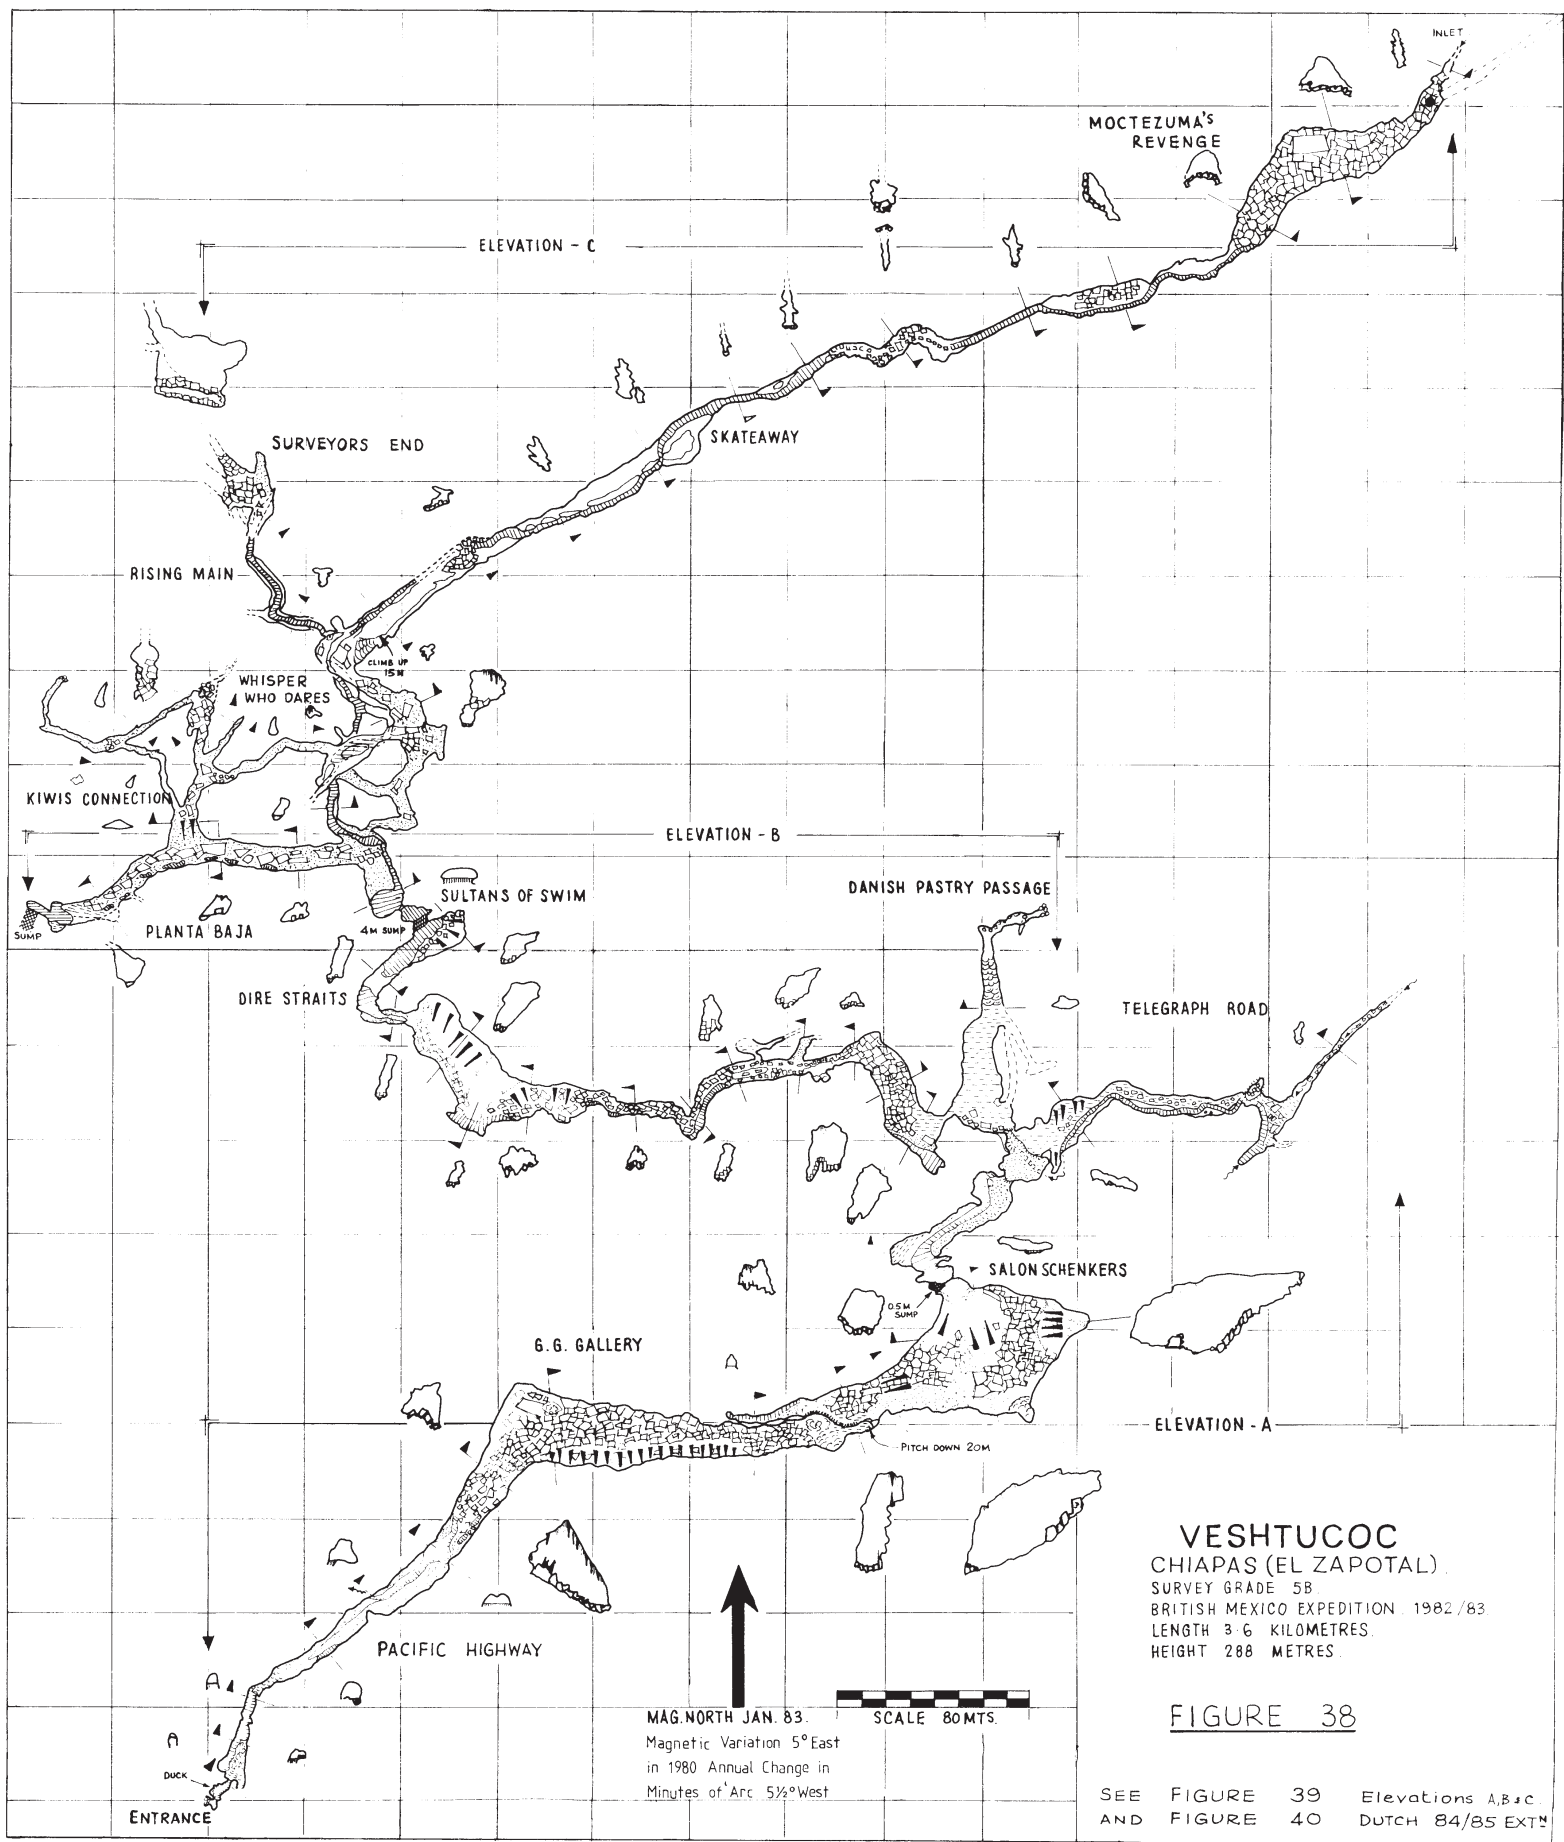 INLET
MOCTEZUMA'S
REVENGE
ELEVATION - C
SURVEYORS END
SKATEAWAY
RISING MAIN
CLIMB UP
15M
WHISPER
WHO DARES
KIWIS CONNECTION
ELEVATION - B
DANISH PASTRY PASSAGE
SULTANS OF SWIM
SUMP
PLANTA BAJA
4M SUMP
DIRE STRAITS
TELEGRAPH ROAD
SALON SCHENKERS
0.5M
SUMP
G.G. GALLERY
ELEVATION - A
PITCH DOWN 20M
VESHTUCOC
CHIAPAS (EL ZAPOTAL).
SURVEY GRADE 5B.
BRITISH MEXICO EXPEDITION. 1982/83.
LENGTH 3·6 KILOMETRES.
HEIGHT 288 METRES.
PACIFIC HIGHWAY
MAG.NORTH JAN. 83.
Magnetic Variation 5° East
in 1980 Annual Change in
Minutes of Arc 5½° West
SCALE 80MTS.
FIGURE 38
DUCK
ENTRANCE
SEE FIGURE 39 Elevations A,B & C.
AND FIGURE 40 DUTCH 84/85 EXTN